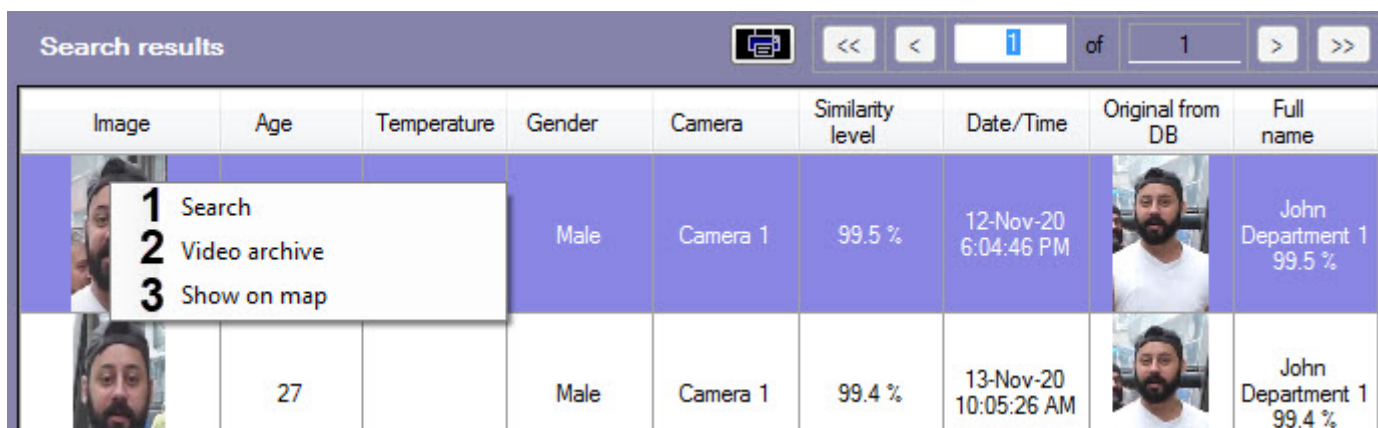 Search results << < 1 of 1 > >>
Image Age Temperature Gender Camera Similarity level Date/Time Original from DB Full name
1 Search
2 Video archive
3 Show on map
Male Camera 1 99.5 % 12-Nov-20 6:04:46 PM John Department 1 99.5 %
27 Male Camera 1 99.4 % 13-Nov-20 10:05:26 AM John Department 1 99.4 %